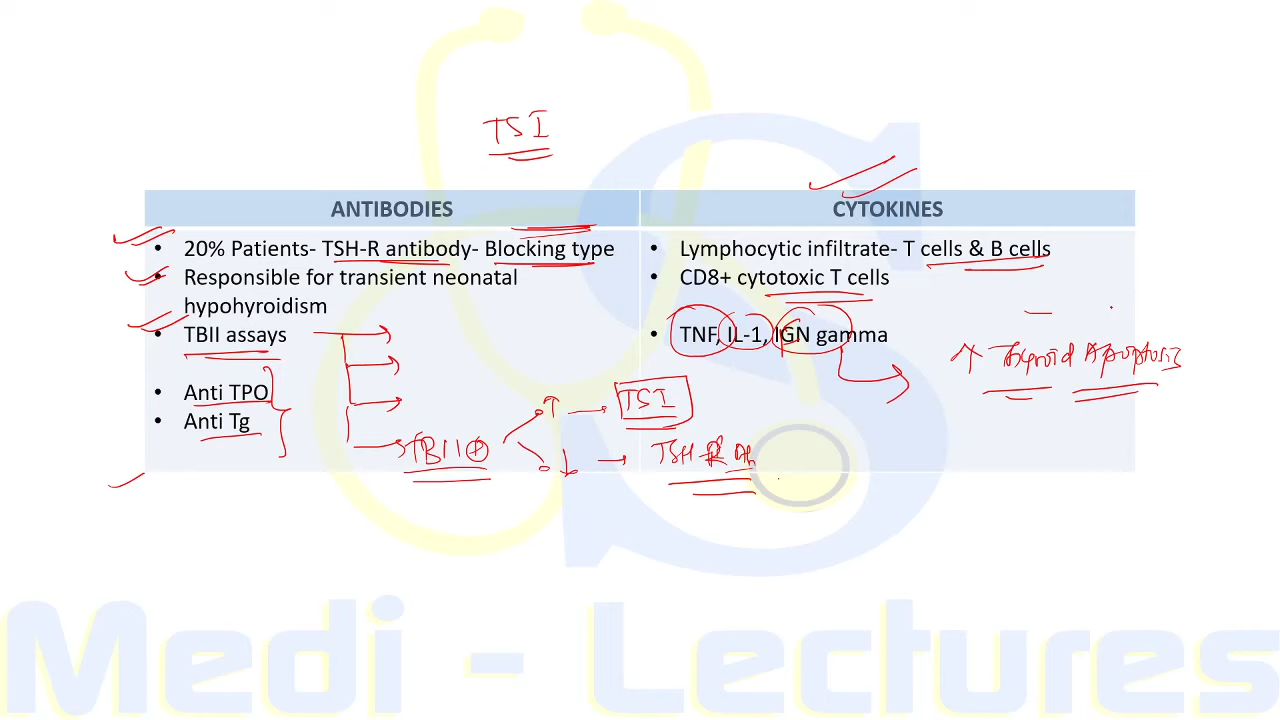 TSI
ANTIBODIES
CYTOKINES
• 20% Patients- TSH-R antibody- Blocking type
• Responsible for transient neonatal
hypohyroidism
• TBII assays
• Anti TPO
• Anti Tg
• Lymphocytic infiltrate- T cells & B cells
• CD8+ cytotoxic T cells
• TNF, IL-1, IGN gamma
↑ Thyroid Apoptosis
TBII ⊕
↑ → TSI
↓ → TSH R
Medi - Lectures